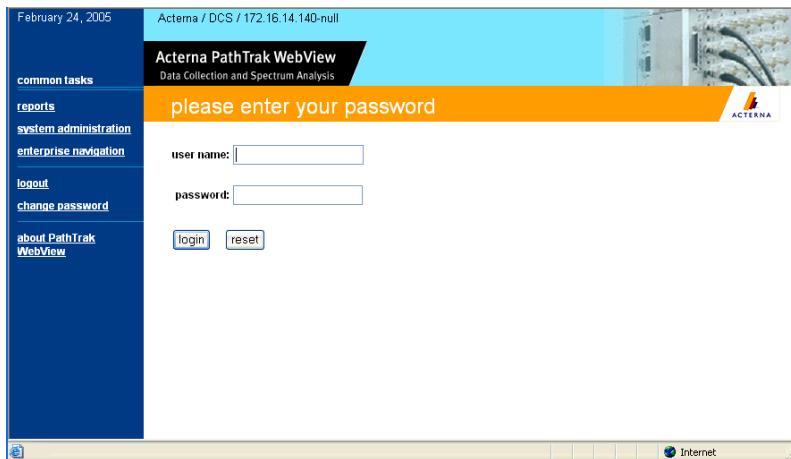 February 24, 2005
Acterna / DCS / 172.16.14.140-null
Acterna PathTrak WebView
Data Collection and Spectrum Analysis
common tasks
reports
system administration
enterprise navigation
logout
change password
about PathTrak
WebView
please enter your password
ACTERNA
user name:
password:
login reset
Internet